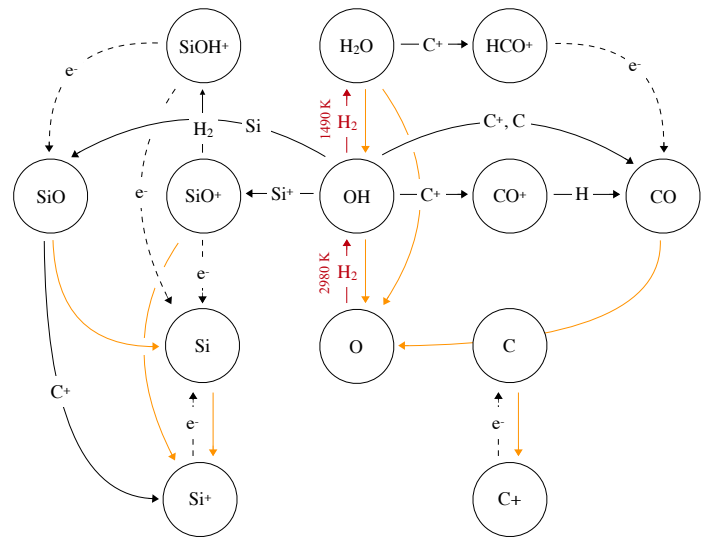 SiOH⁺
H₂O
C⁺
HCO⁺
e⁻
e⁻
1490 K
H₂
H₂
Si
C⁺, C
e⁻
SiO
SiO⁺
Si⁺
OH
C⁺
CO⁺
H
CO
2980 K
H₂
e⁻
Si
O
C
C⁺
e⁻
e⁻
Si⁺
C+